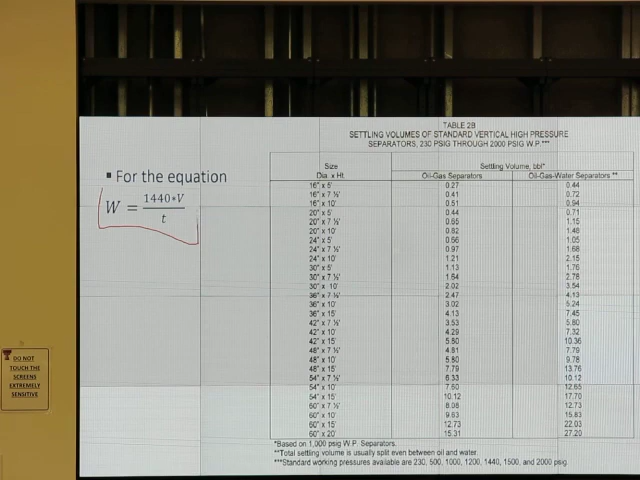 TABLE 2B
SETTLING VOLUMES OF STANDARD VERTICAL HIGH PRESSURE
SEPARATORS, 230 PSIG THROUGH 2000 PSIG W.P.***
▪ For the equation
W = 1440*V / t
Size Settling Volume, bbl*
Dia x Ht. Oil-Gas Separators Oil-Gas-Water Separators **
16" x 5' 0.27 0.44
16" x 7 ½' 0.41 0.72
16" x 10' 0.51 0.94
20" x 5' 0.44 0.71
20" x 7 ½' 0.65 1.15
20" x 10' 0.82 1.48
24" x 5' 0.66 1.05
24" x 7 ½' 0.97 1.68
24" x 10' 1.21 2.15
30" x 5' 1.13 1.76
30" x 7 ½' 1.64 2.78
30" x 10' 2.02 3.54
36" x 7 ½' 2.47 4.13
36" x 10' 3.02 5.24
36" x 15' 4.13 7.45
42" x 7 ½' 3.53 5.80
42" x 10' 4.29 7.32
42" x 15' 5.80 10.36
48" x 7 ½' 4.81 7.79
48" x 10' 5.80 9.78
48" x 15' 7.79 13.76
54" x 7 ½' 6.33 10.12
54" x 10' 7.60 12.65
54" x 15' 10.12 17.70
60" x 7 ½' 8.08 12.73
60" x 10' 9.63 15.83
60" x 15' 12.73 22.03
60" x 20' 15.31 27.20
*Based on 1,000 psig W.P. Separators.
**Total settling volume is usually split even between oil and water.
***Standard working pressures available are 230, 500, 1000, 1200, 1440, 1500, and 2000 psig.
DO NOT
TOUCH THE
SCREENS
EXTREMELY
SENSITIVE